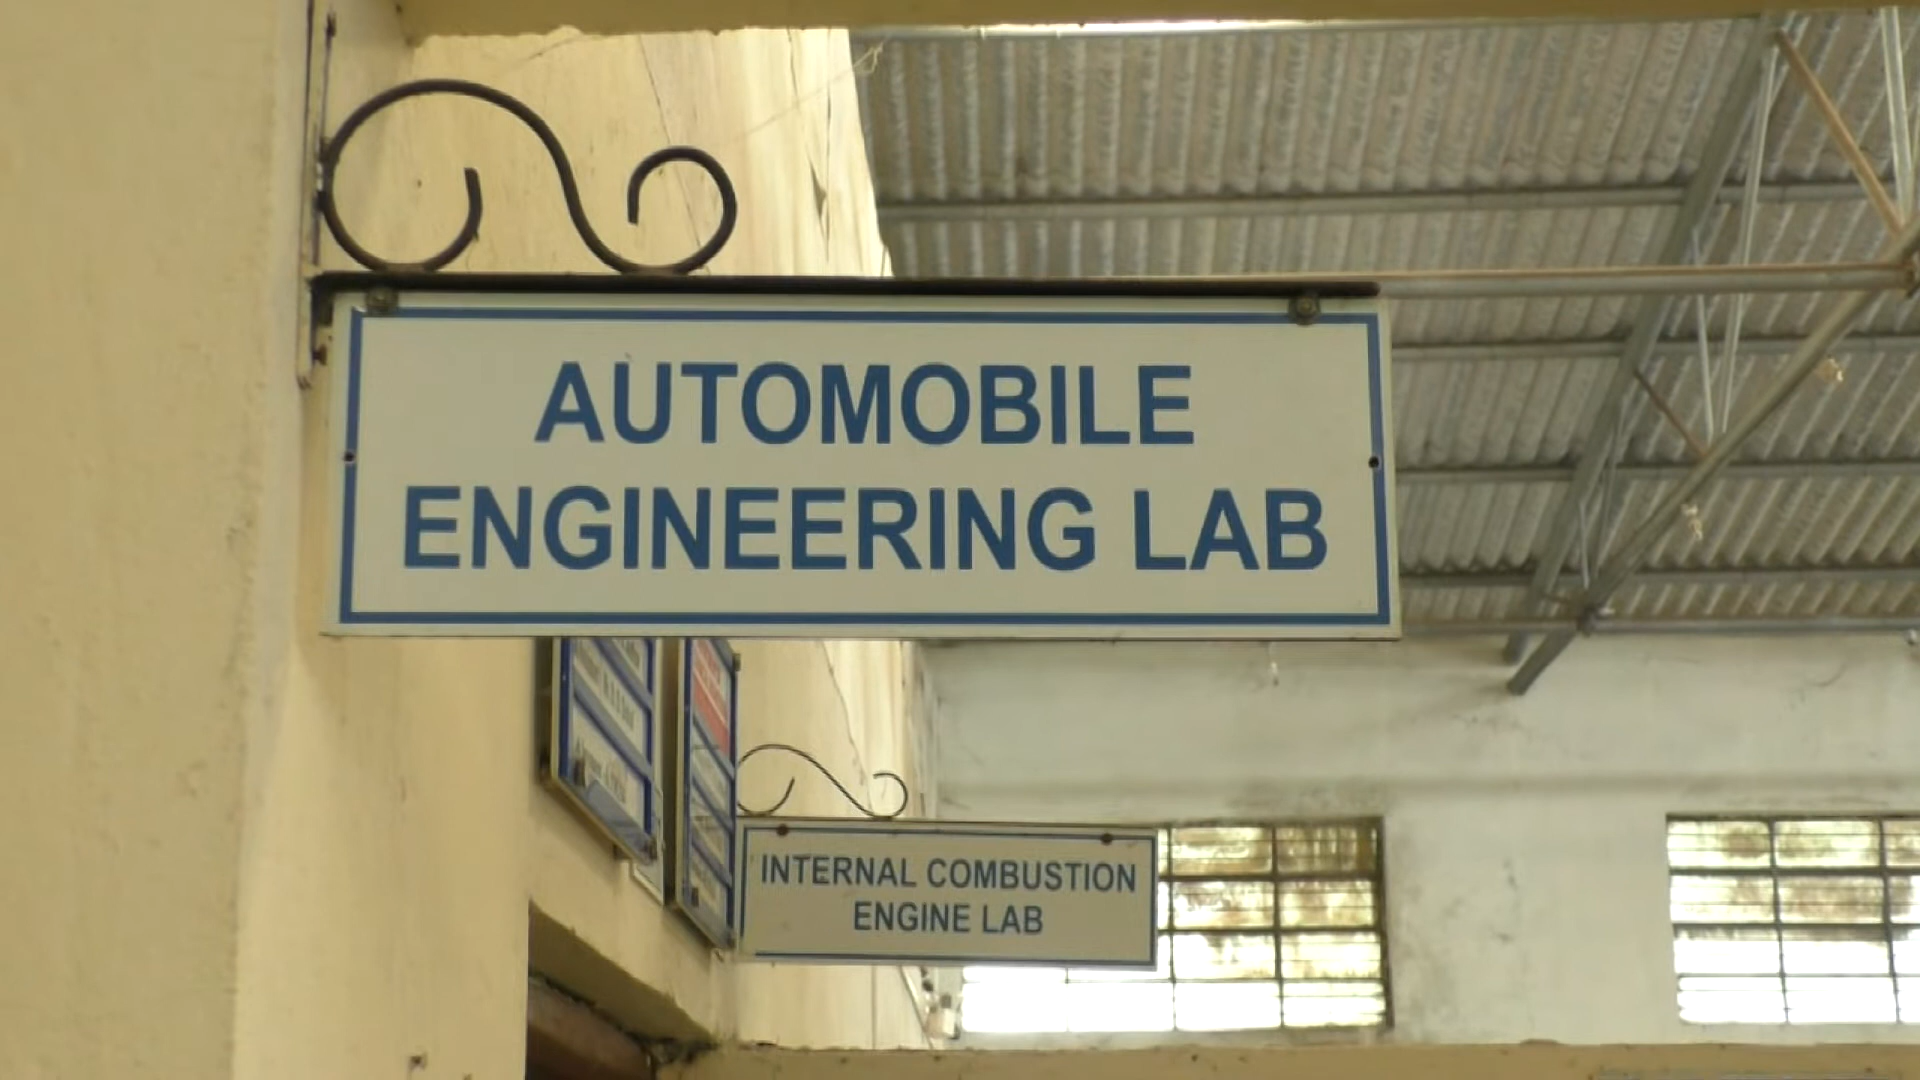 AUTOMOBILE
ENGINEERING LAB
INTERNAL COMBUSTION
ENGINE LAB